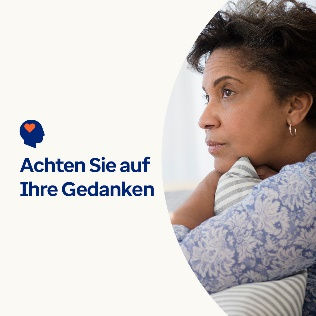 Achten Sie auf
Ihre Gedanken